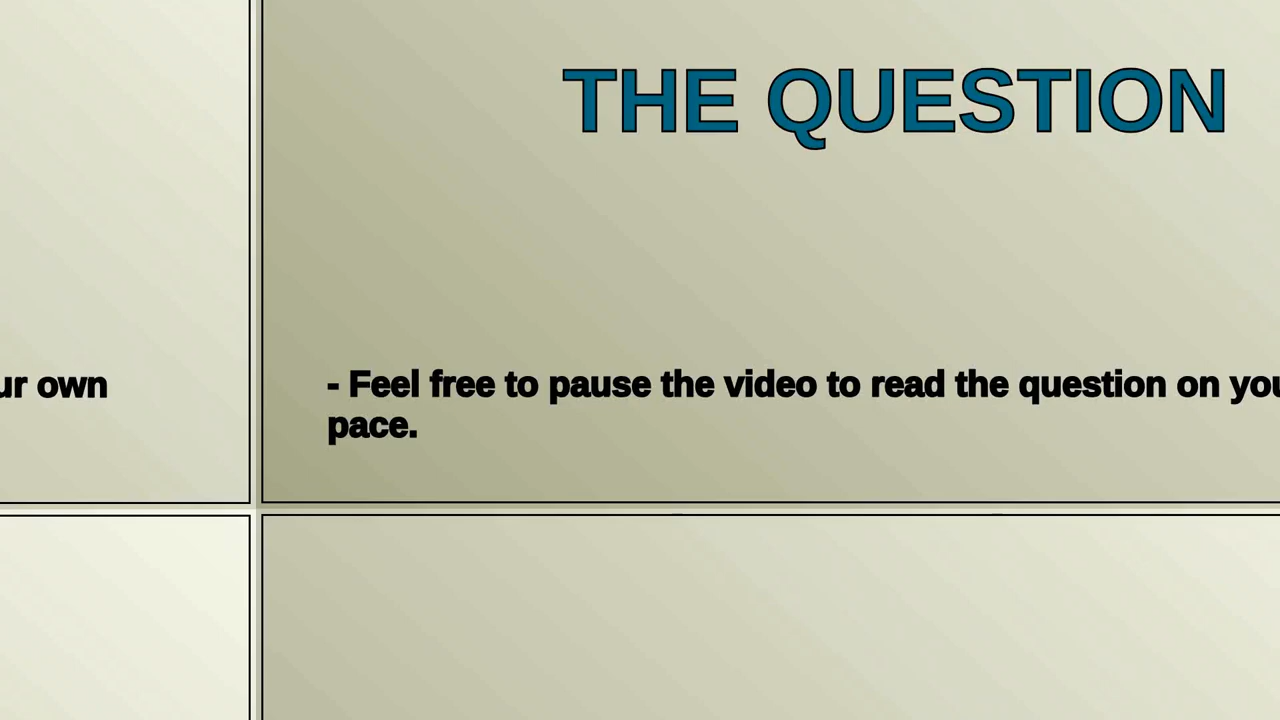 THE QUESTION
ur own
- Feel free to pause the video to read the question on you
pace.